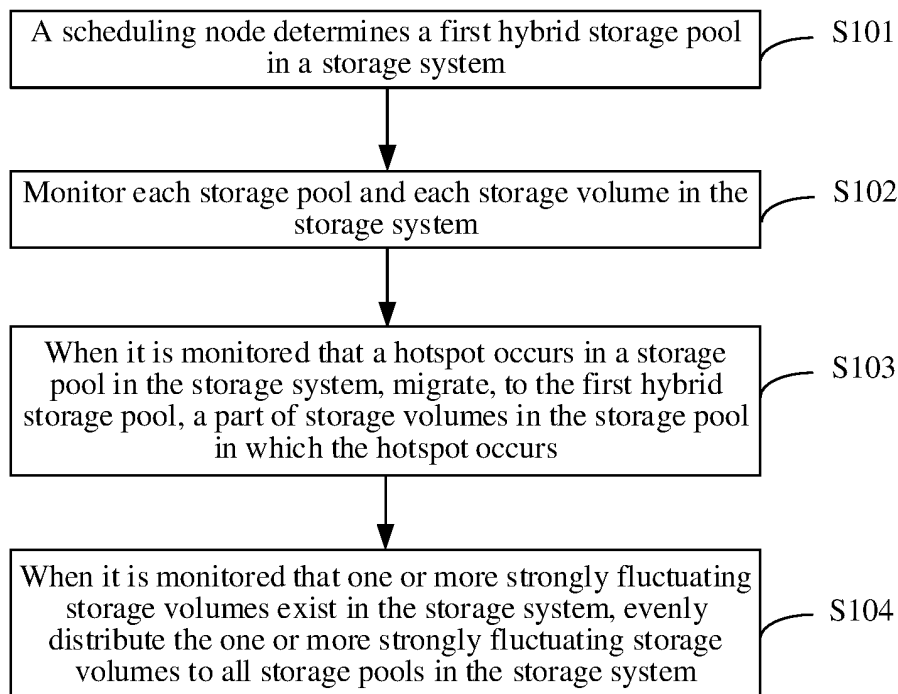 A scheduling node determines a first hybrid storage pool
in a storage system
S101
Monitor each storage pool and each storage volume in the
storage system
S102
When it is monitored that a hotspot occurs in a storage
pool in the storage system, migrate, to the first hybrid
storage pool, a part of storage volumes in the storage pool
in which the hotspot occurs
S103
When it is monitored that one or more strongly fluctuating
storage volumes exist in the storage system, evenly
distribute the one or more strongly fluctuating storage
volumes to all storage pools in the storage system
S104